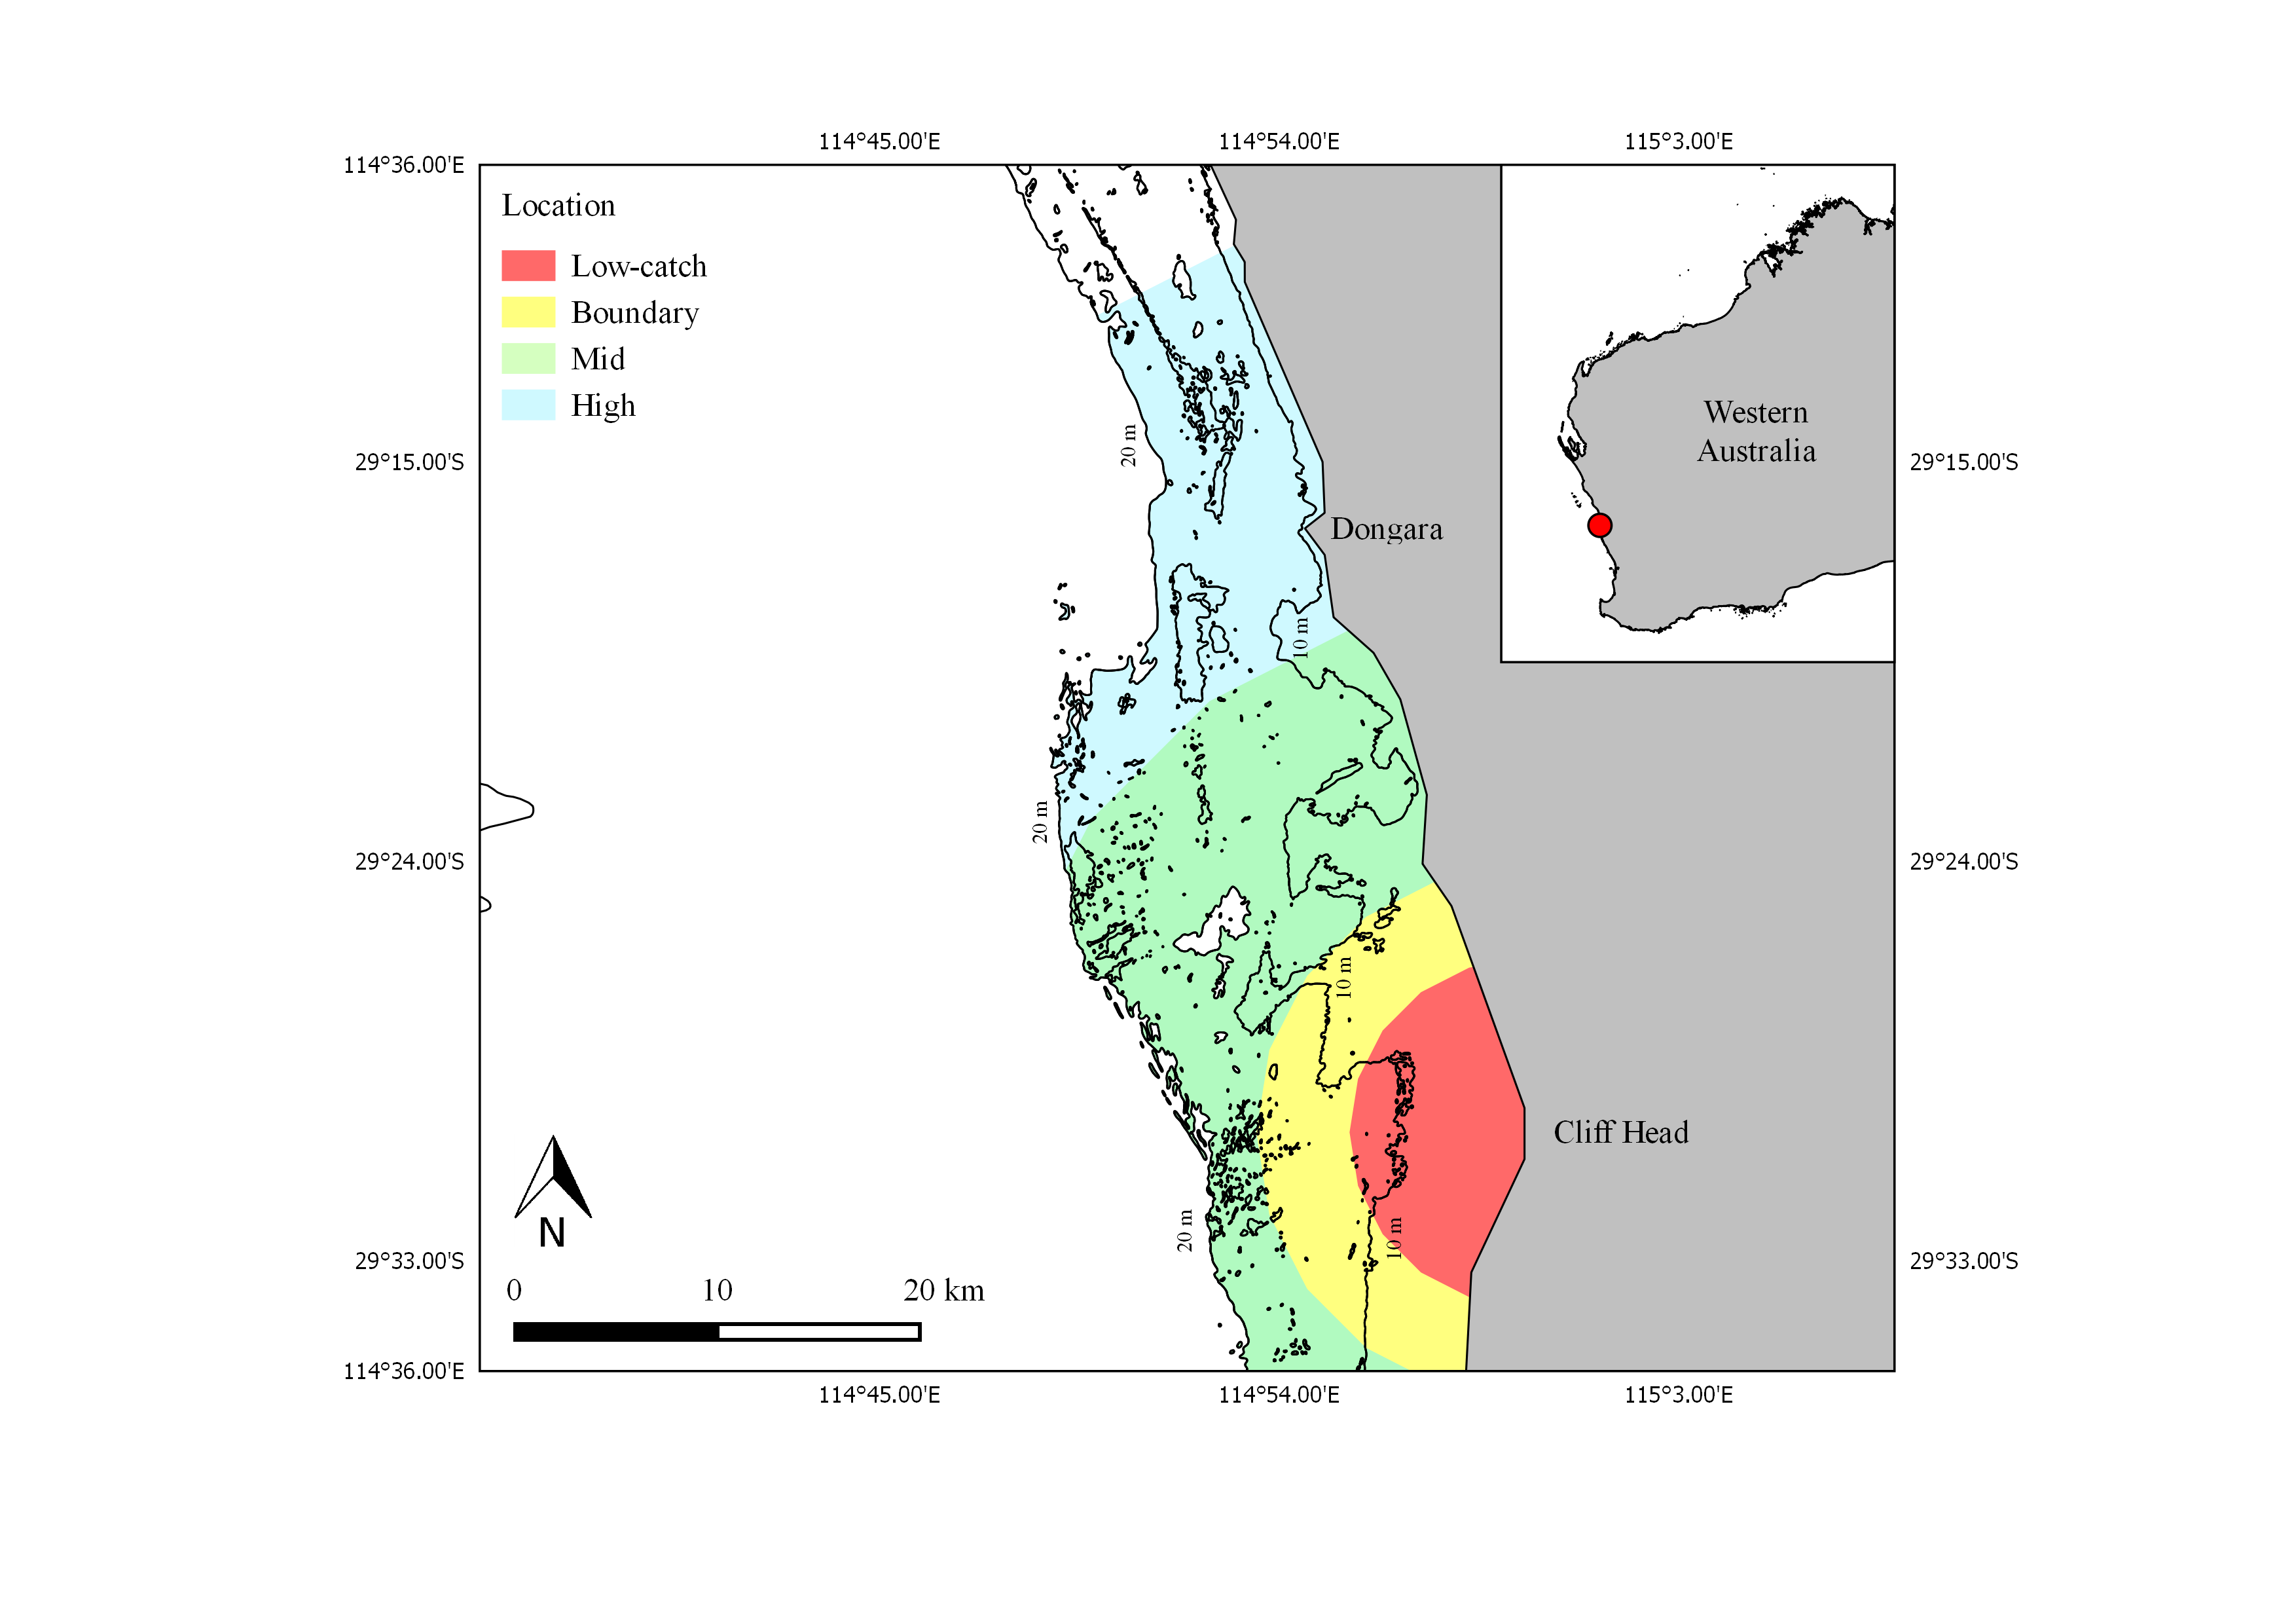 114°45.00'E
114°54.00'E
115°3.00'E
114°36.00'E
Location
Low-catch
Boundary
Mid
High
Western
Australia
20 m
29°15.00'S
29°15.00'S
Dongara
10 m
20 m
29°24.00'S
29°24.00'S
10 m
Cliff Head
20 m
10 m
N
29°33.00'S
29°33.00'S
0
10
20 km
114°36.00'E
114°45.00'E
114°54.00'E
115°3.00'E